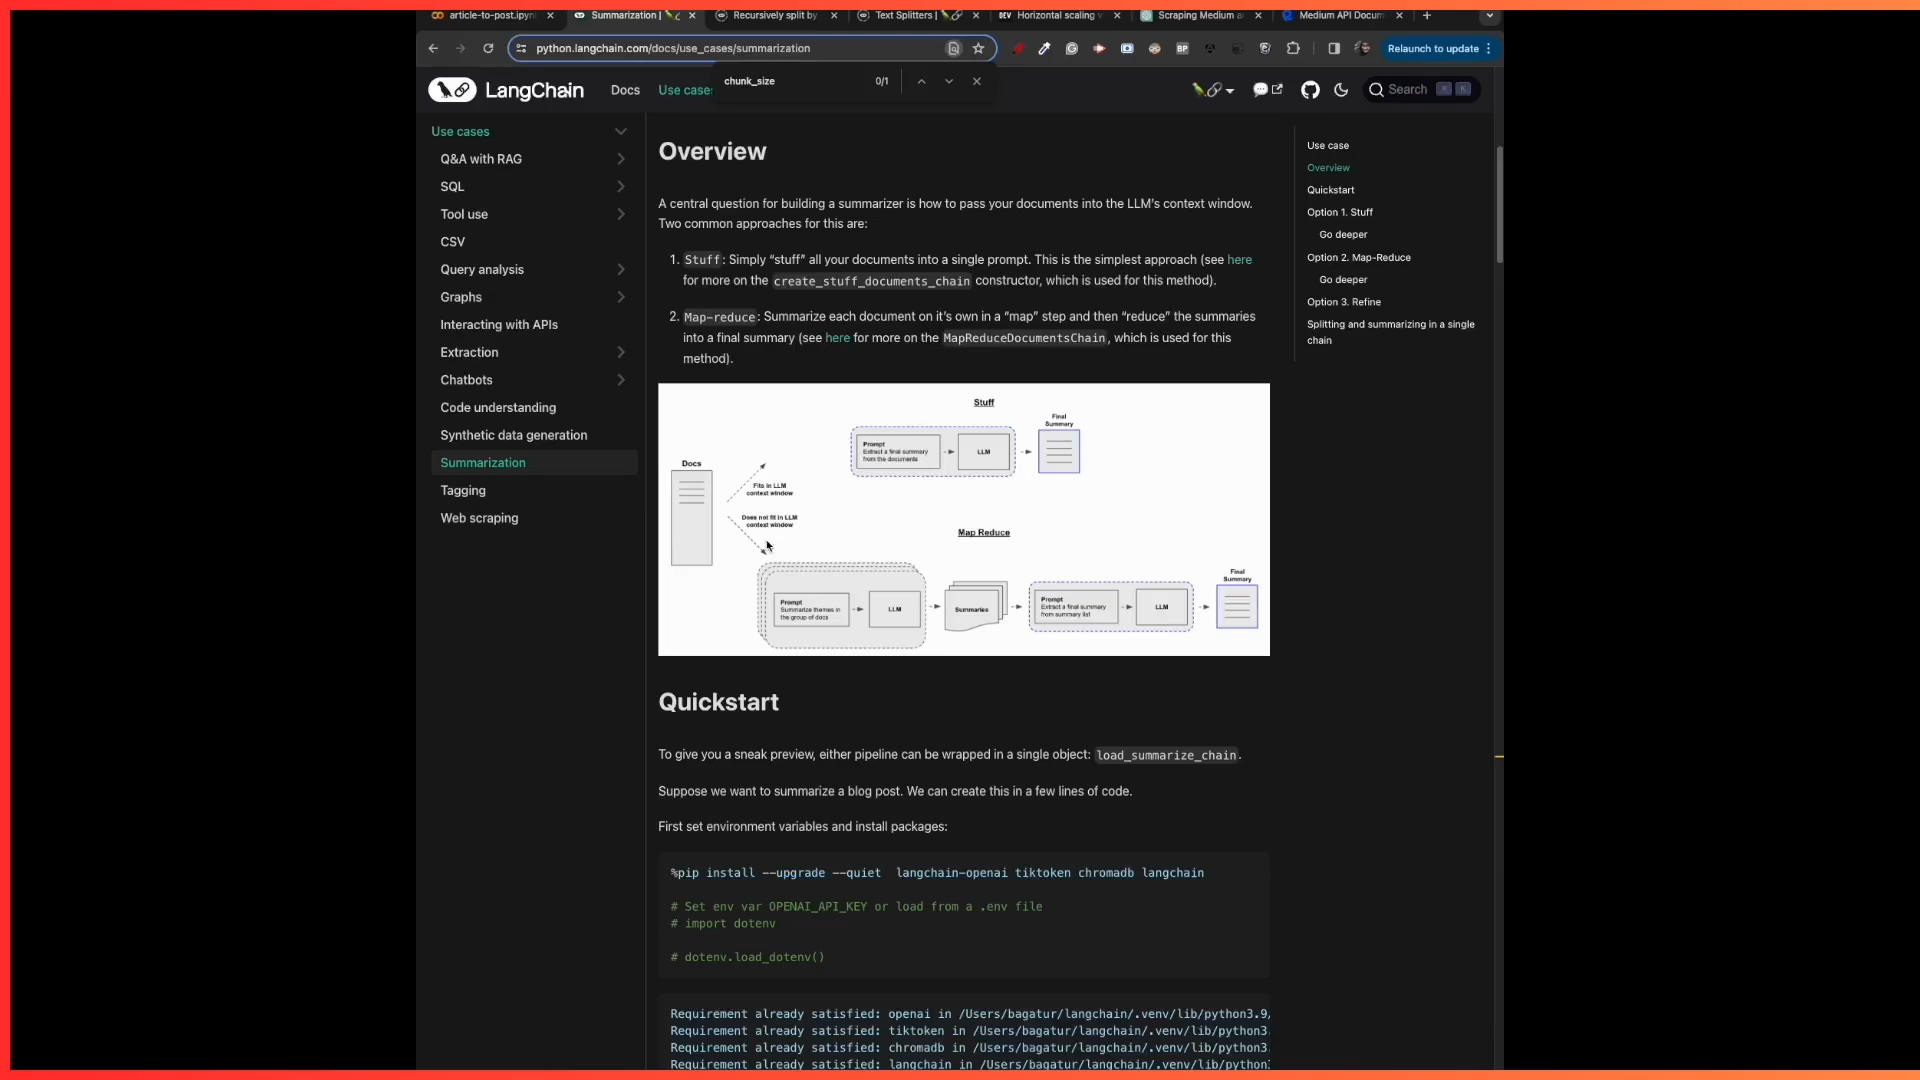 article-to-post.ipynb
Summarization |
Recursively split by
Text Splitters |
DEV Horizontal scaling
Scraping Medium
Medium API Docum
python.langchain.com/docs/use_cases/summarization
BP
Relaunch to update
chunk_size
0/1
LangChain
Docs
Use cases
Search
K
Use cases
Q&A with RAG
SQL
Tool use
CSV
Query analysis
Graphs
Interacting with APIs
Extraction
Chatbots
Code understanding
Synthetic data generation
Summarization
Tagging
Web scraping
Overview
A central question for building a summarizer is how to pass your documents into the LLM's context window.
Two common approaches for this are:
1. Stuff: Simply “stuff” all your documents into a single prompt. This is the simplest approach (see here
for more on the create_stuff_documents_chain constructor, which is used for this method).
2. Map-reduce: Summarize each document on it's own in a “map” step and then “reduce” the summaries
into a final summary (see here for more on the MapReduceDocumentsChain, which is used for this
method).
Stuff
Final
Summary
Prompt
Extract a final summary
from the documents
LLM
Docs
Fits in LLM
context window
Does not fit in LLM
context window
Map Reduce
Final
Summary
Prompt
Summarize themes in
the group of docs
LLM
Summaries
Prompt
Extract a final summary
from summary list
LLM
Quickstart
To give you a sneak preview, either pipeline can be wrapped in a single object: load_summarize_chain.
Suppose we want to summarize a blog post. We can create this in a few lines of code.
First set environment variables and install packages:
%pip install --upgrade --quiet  langchain-openai tiktoken chromadb langchain
# Set env var OPENAI_API_KEY or load from a .env file
# import dotenv
# dotenv.load_dotenv()
Requirement already satisfied: openai in /Users/bagatur/langchain/.venv/lib/python3.9/
Requirement already satisfied: tiktoken in /Users/bagatur/langchain/.venv/lib/python3.
Requirement already satisfied: chromadb in /Users/bagatur/langchain/.venv/lib/python3.
Requirement already satisfied: langchain in /Users/bagatur/langchain/.venv/lib/python
Use case
Overview
Quickstart
Option 1. Stuff
Go deeper
Option 2. Map-Reduce
Go deeper
Option 3. Refine
Splitting and summarizing in a single
chain